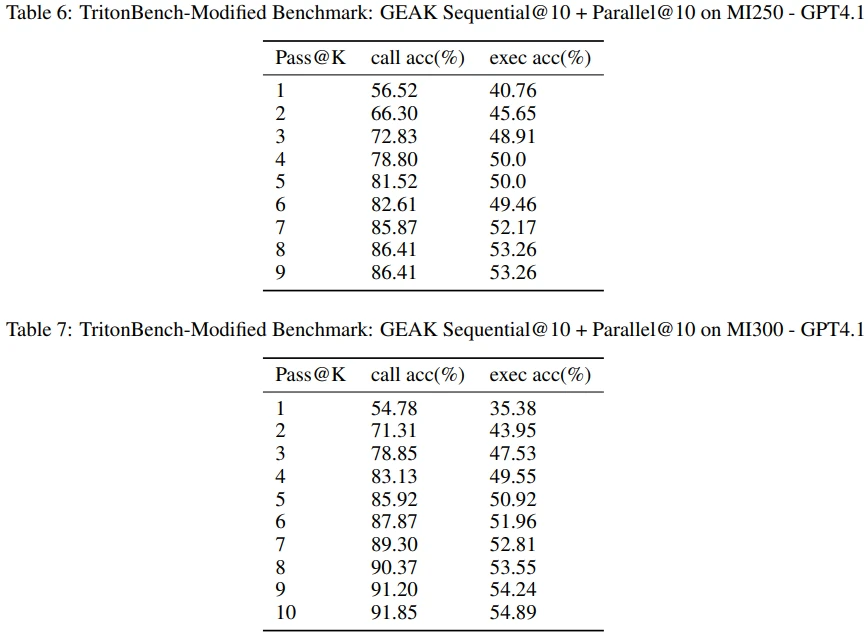 Table 6: TritonBench-Modified Benchmark: GEAK Sequential@10 + Parallel@10 on MI250 - GPT4.1
Pass@K call acc(%) exec acc(%)
1 56.52 40.76
2 66.30 45.65
3 72.83 48.91
4 78.80 50.0
5 81.52 50.0
6 82.61 49.46
7 85.87 52.17
8 86.41 53.26
9 86.41 53.26
Table 7: TritonBench-Modified Benchmark: GEAK Sequential@10 + Parallel@10 on MI300 - GPT4.1
Pass@K call acc(%) exec acc(%)
1 54.78 35.38
2 71.31 43.95
3 78.85 47.53
4 83.13 49.55
5 85.92 50.92
6 87.87 51.96
7 89.30 52.81
8 90.37 53.55
9 91.20 54.24
10 91.85 54.89